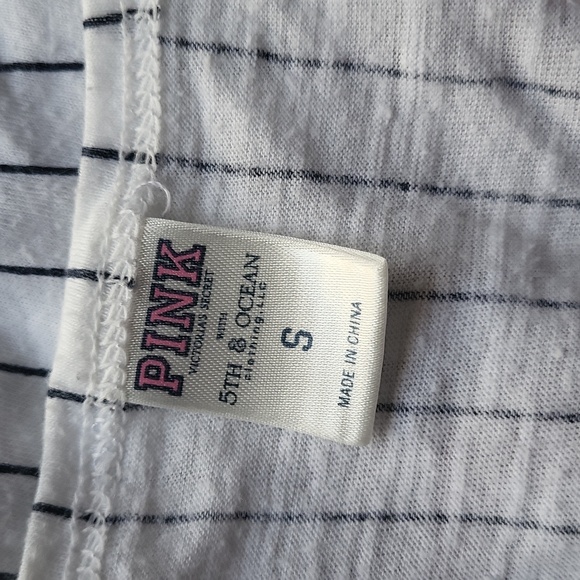 PINK
VICTORIA'S SECRET
WITH
5TH & OCEAN
clothing, LLC
S
MADE IN CHINA